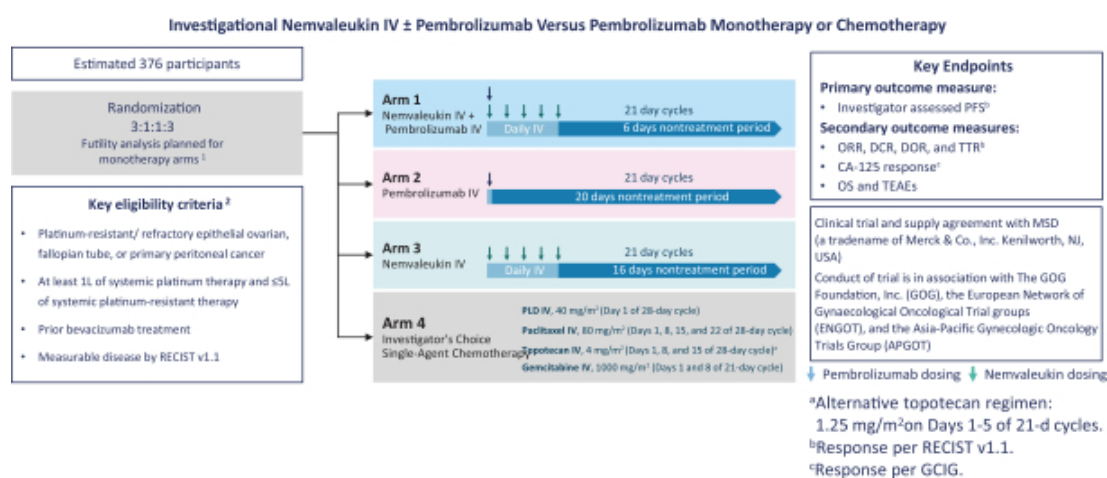 Investigational Nemvaleukin IV ± Pembrolizumab Versus Pembrolizumab Monotherapy or Chemotherapy
Estimated 376 participants
Randomization
3:1:1:3
Futility analysis planned for
monotherapy arms 1
Key eligibility criteria 2
• Platinum-resistant/ refractory epithelial ovarian,
fallopian tube, or primary peritoneal cancer
• At least 1L of systemic platinum therapy and ≤5L
of systemic platinum-resistant therapy
• Prior bevacizumab treatment
• Measurable disease by RECIST v1.1
Arm 1
Nemvaleukin IV +
Pembrolizumab IV
21 day cycles
Daily IV
6 days nontreatment period
Arm 2
Pembrolizumab IV
21 day cycles
20 days nontreatment period
Arm 3
Nemvaleukin IV
21 day cycles
Daily IV
16 days nontreatment period
Arm 4
Investigator's Choice
Single-Agent Chemotherapy
PLD IV, 40 mg/m² (Day 1 of 28-day cycle)
Paclitaxel IV, 80 mg/m² (Days 1, 8, 15, and 22 of 28-day cycle)
Topotecan IV, 4 mg/m² (Days 1, 8, and 15 of 28-day cycle)a
Gemcitabine IV, 1000 mg/m² (Days 1 and 8 of 21-day cycle)
Key Endpoints
Primary outcome measure:
• Investigator assessed PFSb
Secondary outcome measures:
• ORR, DCR, DOR, and TTRb
• CA-125 responsec
• OS and TEAEs
Clinical trial and supply agreement with MSD
(a tradename of Merck & Co., Inc. Kenilworth, NJ,
USA)
Conduct of trial is in association with The GOG
Foundation, Inc. (GOG), the European Network of
Gynaecological Oncological Trial groups
(ENGOT), and the Asia-Pacific Gynecologic Oncology
Trials Group (APGOT)
Pembrolizumab dosing Nemvaleukin dosing
aAlternative topotecan regimen:
1.25 mg/m²on Days 1-5 of 21-d cycles.
bResponse per RECIST v1.1.
cResponse per GCIG.